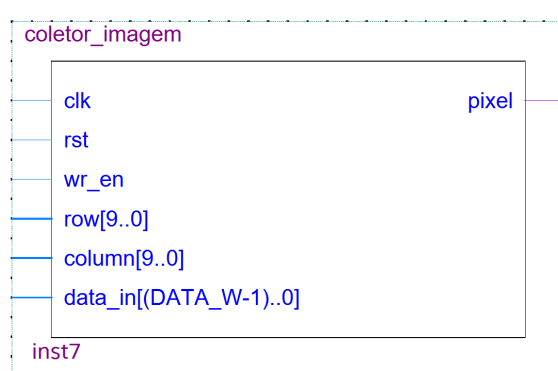 coletor_imagem
clk pixel
rst
wr_en
row[9..0]
column[9..0]
data_in[(DATA_W-1)..0]
inst7